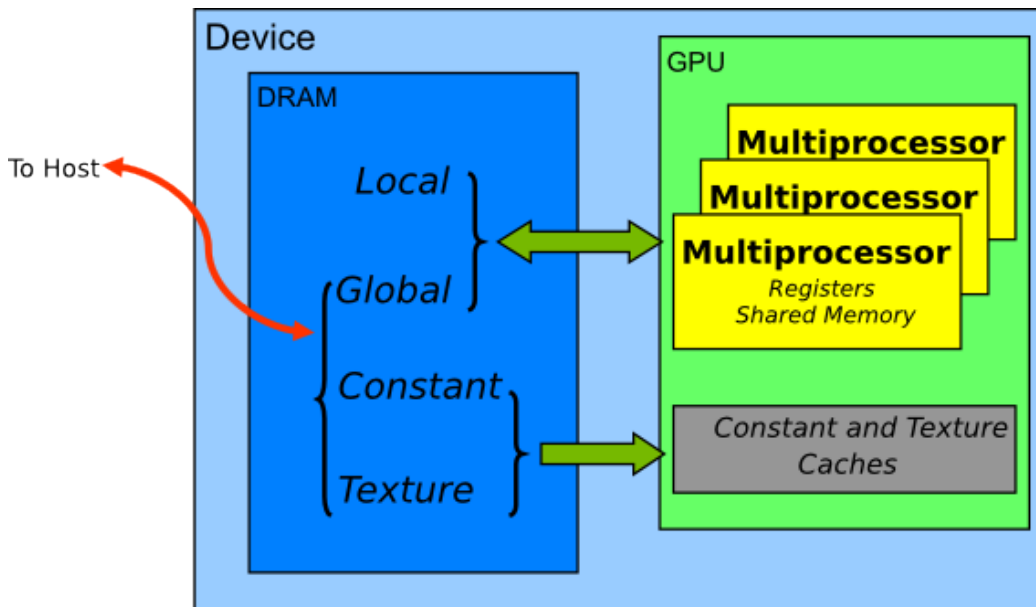 Device
DRAM
To Host
Local
Global
Constant
Texture
GPU
Multiprocessor
Multiprocessor
Multiprocessor
Registers
Shared Memory
Constant and Texture
Caches